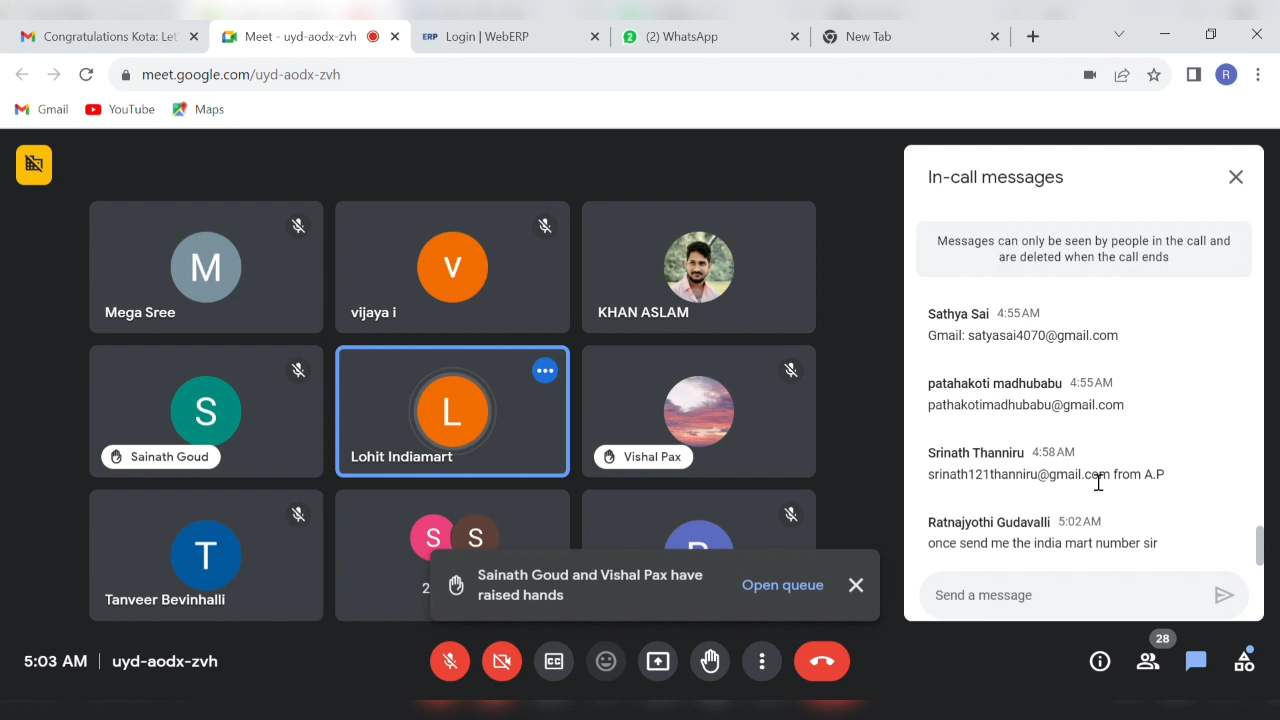 Congratulations Kota: Let'
Meet - uyd-aodx-zvh
ERP Login | WebERP
2 (2) WhatsApp
New Tab
meet.google.com/uyd-aodx-zvh
R
Gmail
YouTube
Maps
In-call messages
Messages can only be seen by people in the call and
are deleted when the call ends
M
Mega Sree
V
vijaya i
KHAN ASLAM
Sathya Sai 4:55 AM
Gmail: satyasai4070@gmail.com
S
Sainath Goud
L
Lohit Indiamart
Vishal Pax
patahakoti madhubabu 4:55 AM
pathakotimadhubabu@gmail.com
Srinath Thanniru 4:58 AM
srinath121thanniru@gmail.com from A.P
T
Tanveer Bevinhalli
S S
2
Ratnajyothi Gudavalli 5:02 AM
once send me the india mart number sir
Sainath Goud and Vishal Pax have
raised hands
Open queue
Send a message
5:03 AM | uyd-aodx-zvh
CC
28